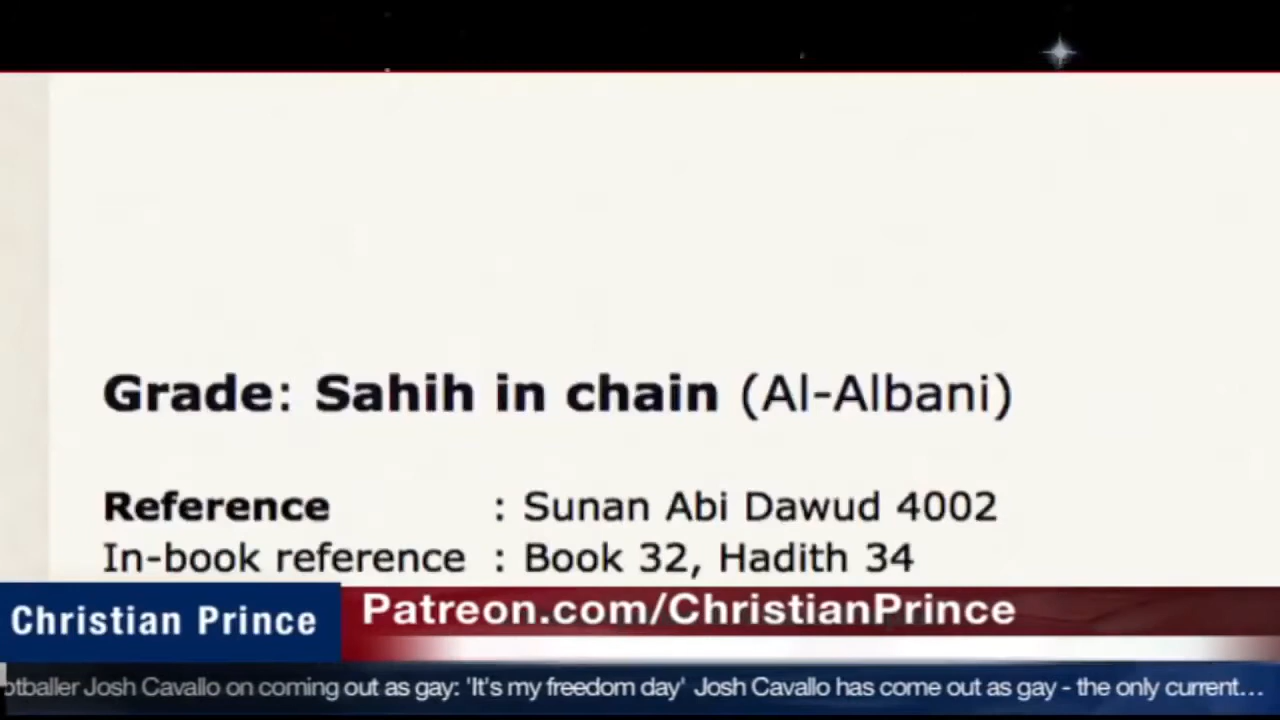 Grade: Sahih in chain (Al-Albani)
Reference : Sunan Abi Dawud 4002
In-book reference : Book 32, Hadith 34
Patreon.com/ChristianPrince
Christian Prince
otballer Josh Cavallo on coming out as gay: 'It's my freedom day' Josh Cavallo has come out as gay - the only current...